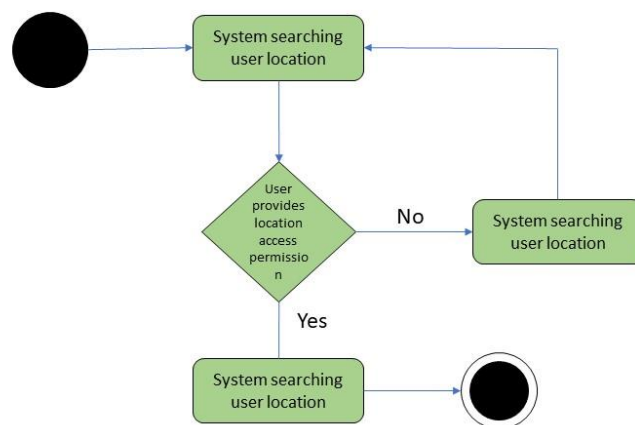 System searching
user location
User
provides
location
access
permissio
n
No
System searching
user location
Yes
System searching
user location